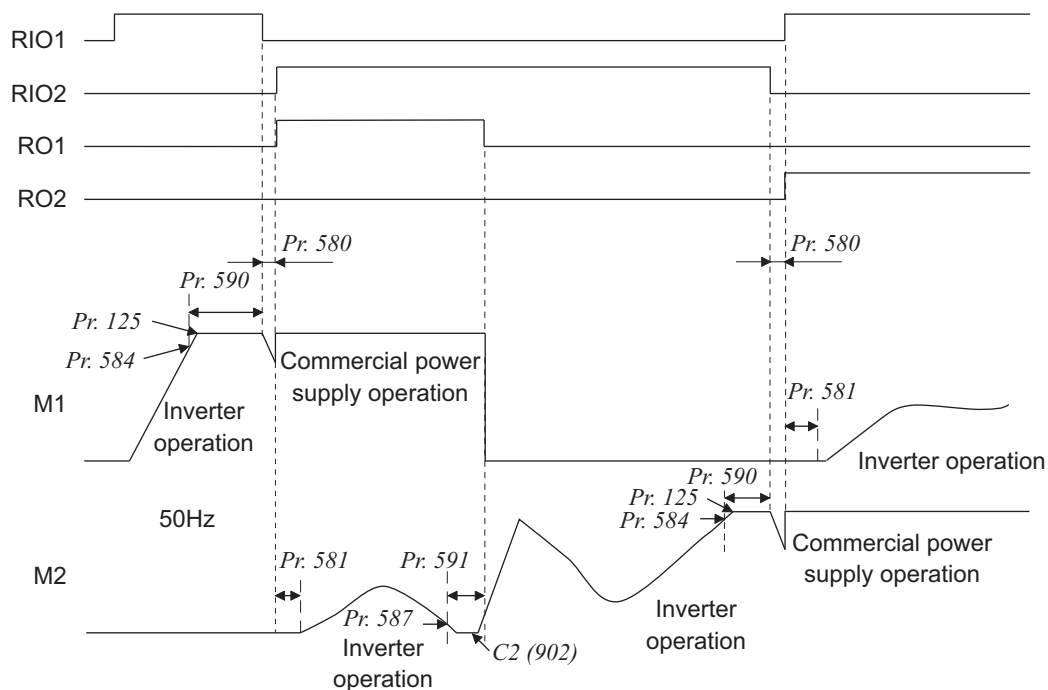 RIO1
RIO2
RO1
RO2
Pr. 580
Pr. 580
Pr. 590
Pr. 125
Pr. 584
Commercial power
supply operation
M1
Inverter
operation
Pr. 581
Inverter operation
Pr. 590
Pr. 125
Pr. 584
50Hz
Commercial power
supply operation
M2
Pr. 581
Pr. 591
Pr. 587
Inverter
operation
C2 (902)
Inverter
operation